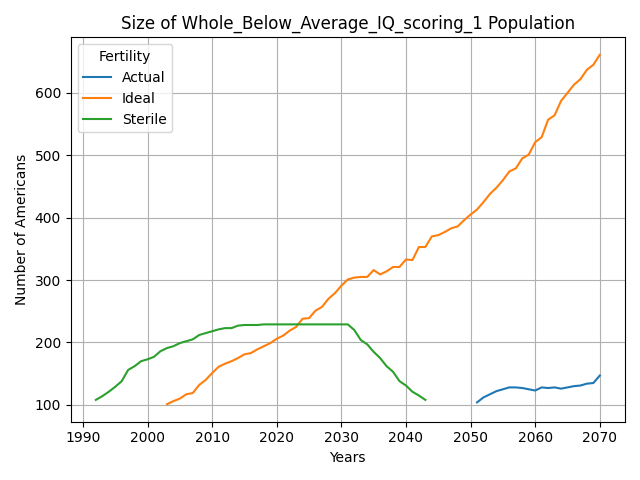 Size of Whole_Below_Average_IQ_scoring_1 Population
Fertility
Actual
Ideal
Sterile
Number of Americans
600
500
400
300
200
100
1990
2000
2010
2020
2030
2040
2050
2060
2070
Years